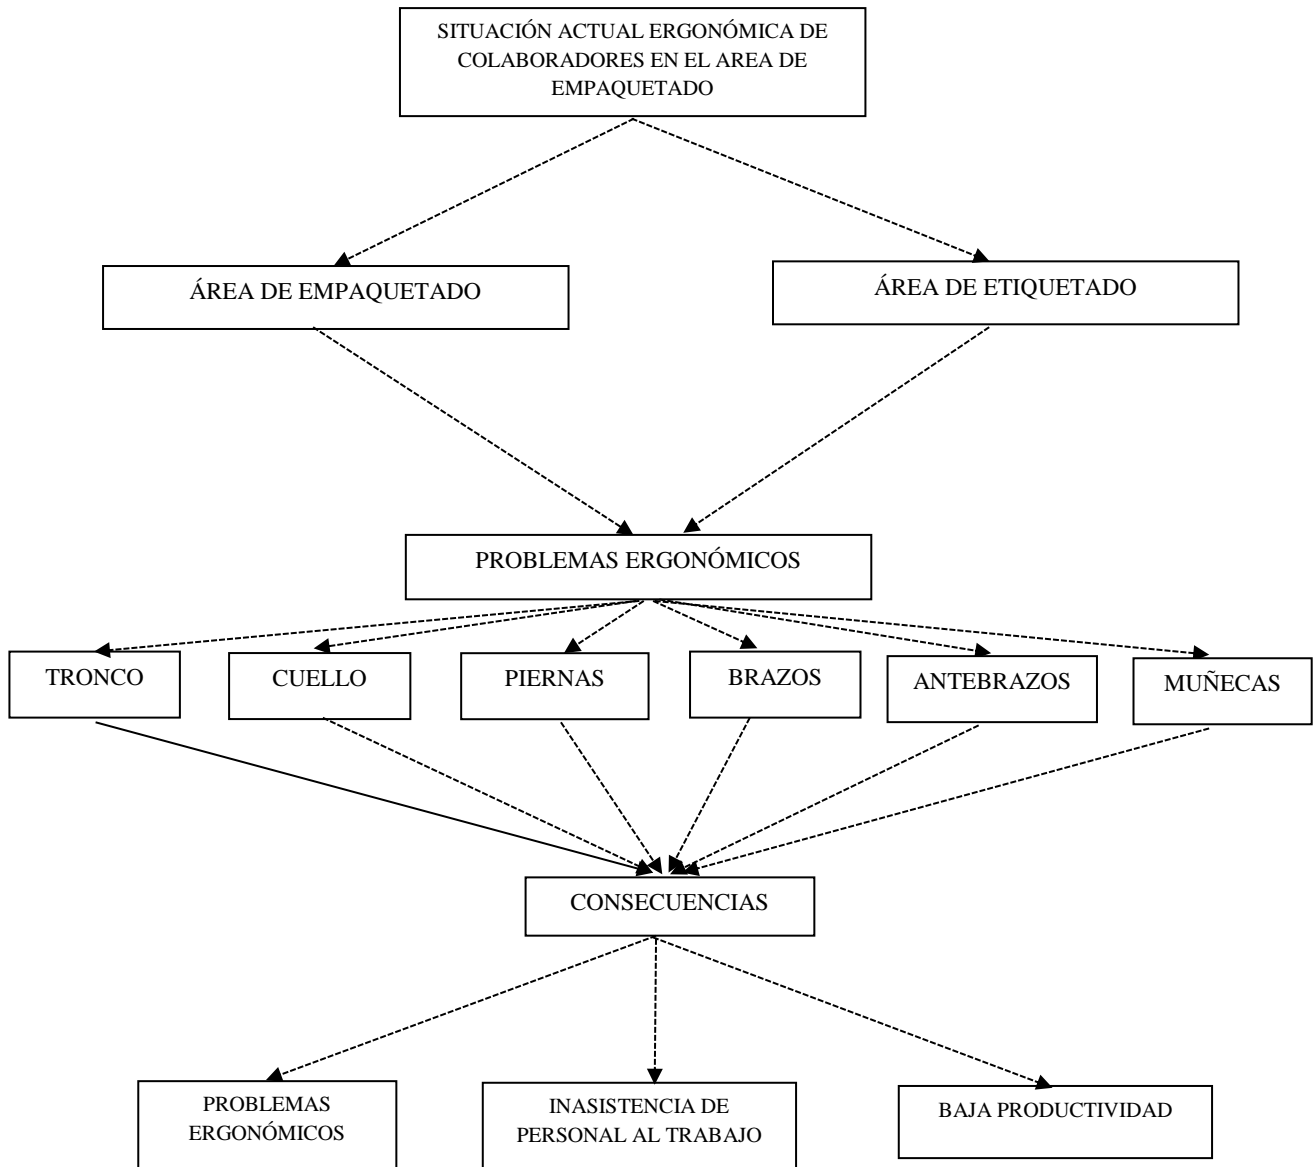 SITUACIÓN ACTUAL ERGONÓMICA DE
COLABORADORES EN EL AREA DE
EMPAQUETADO
ÁREA DE EMPAQUETADO
ÁREA DE ETIQUETADO
PROBLEMAS ERGONÓMICOS
TRONCO
CUELLO
PIERNAS
BRAZOS
ANTEBRAZOS
MUÑECAS
CONSECUENCIAS
PROBLEMAS
ERGONÓMICOS
INASISTENCIA DE
PERSONAL AL TRABAJO
BAJA PRODUCTIVIDAD